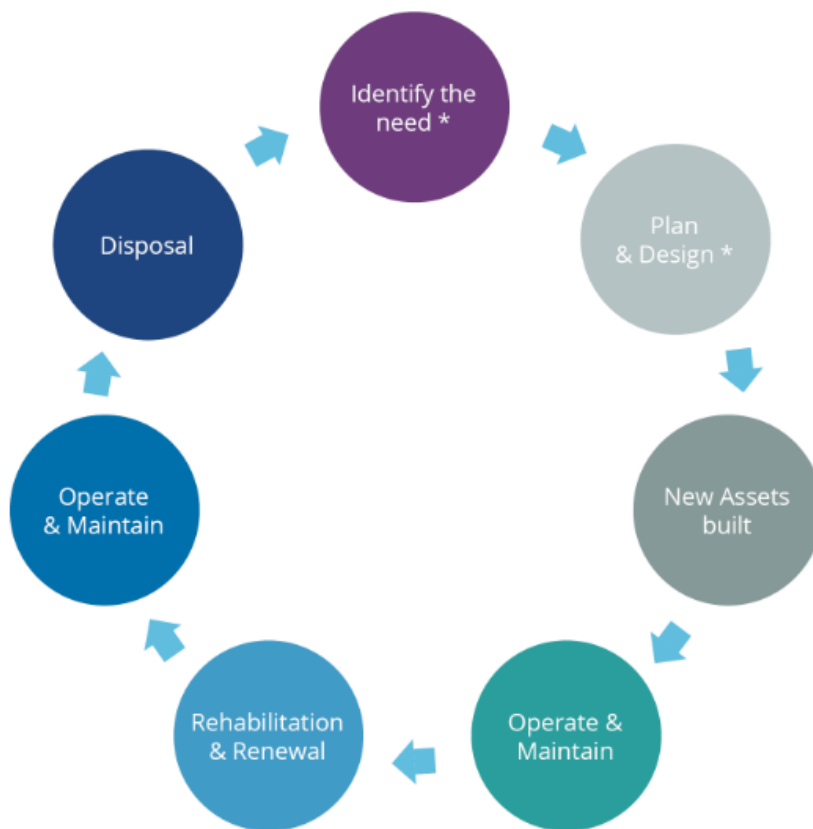 Identify the
need *
Plan
& Design *
New Assets
built
Operate &
Maintain
Rehabilitation
& Renewal
Operate
& Maintain
Disposal